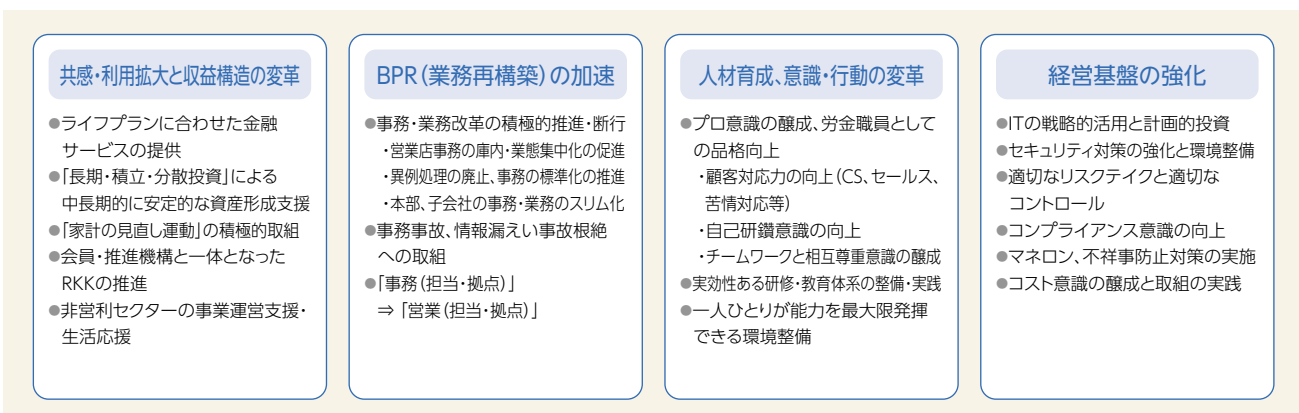 共感・利用拡大と収益構造の変革
●ライフプランに合わせた金融
サービスの提供
●「長期・積立・分散投資」による
中長期的に安定的な資産形成支援
●「家計の見直し運動」の積極的取組
●会員・推進機構と一体となった
RKKの推進
●非営利セクターの事業運営支援・
生活応援
BPR（業務再構築）の加速
●事務・業務改革の積極的推進・断行
・営業店事務の庫内・業態集中化の促進
・異例処理の廃止、事務の標準化の推進
・本部、子会社の事務・業務のスリム化
●事務事故、情報漏えい事故根絶
への取組
●「事務（担当・拠点）」
⇒「営業（担当・拠点）」
人材育成、意識・行動の変革
●プロ意識の醸成、労金職員として
の品格向上
・顧客対応力の向上（CS、セールス、
苦情対応等）
・自己研鑽意識の向上
・チームワークと相互尊重意識の醸成
●実効性ある研修・教育体系の整備・実践
●一人ひとりが能力を最大限発揮
できる環境整備
経営基盤の強化
●ITの戦略的活用と計画的投資
●セキュリティ対策の強化と環境整備
●適切なリスクテイクと適切な
コントロール
●コンプライアンス意識の向上
●マネロン、不祥事防止対策の実施
●コスト意識の醸成と取組の実践